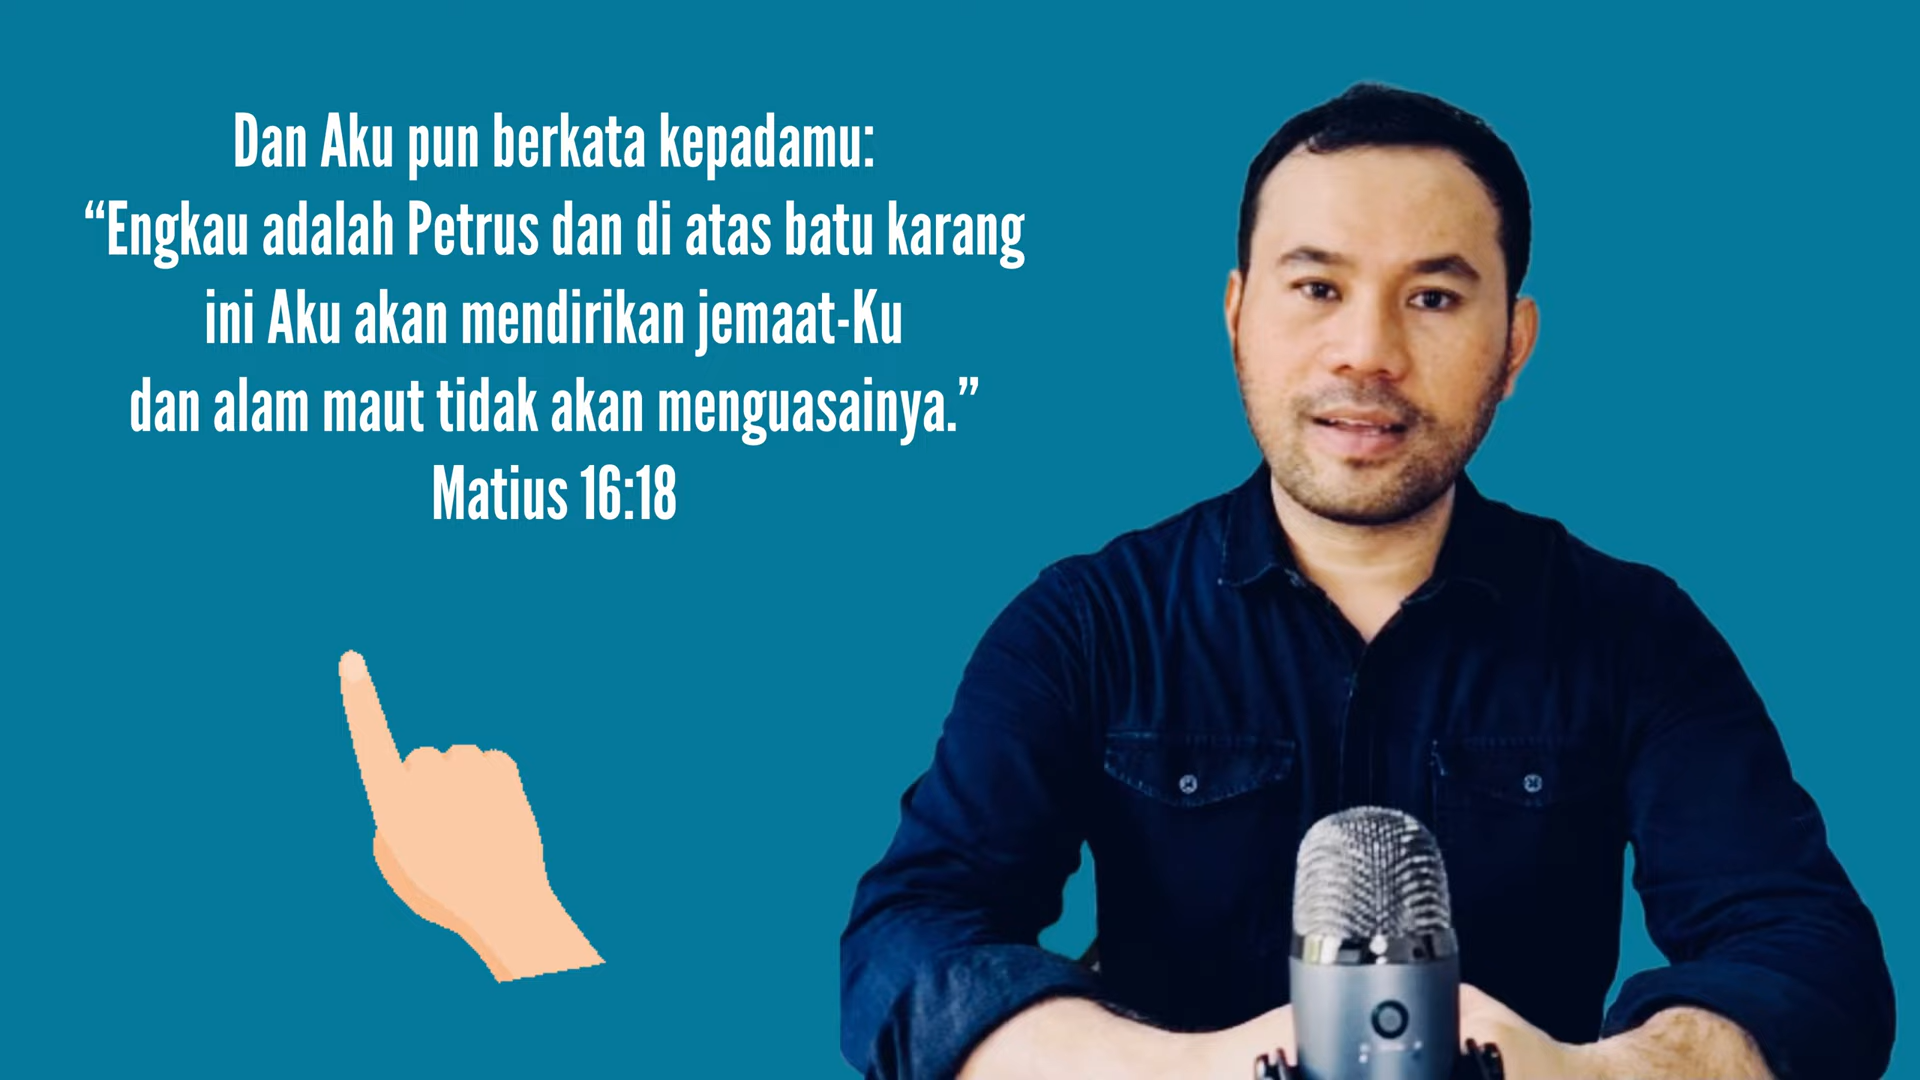 Dan Aku pun berkata kepadamu:
“Engkau adalah Petrus dan di atas batu karang
ini Aku akan mendirikan jemaat-Ku
dan alam maut tidak akan menguasainya.”
Matius 16:18